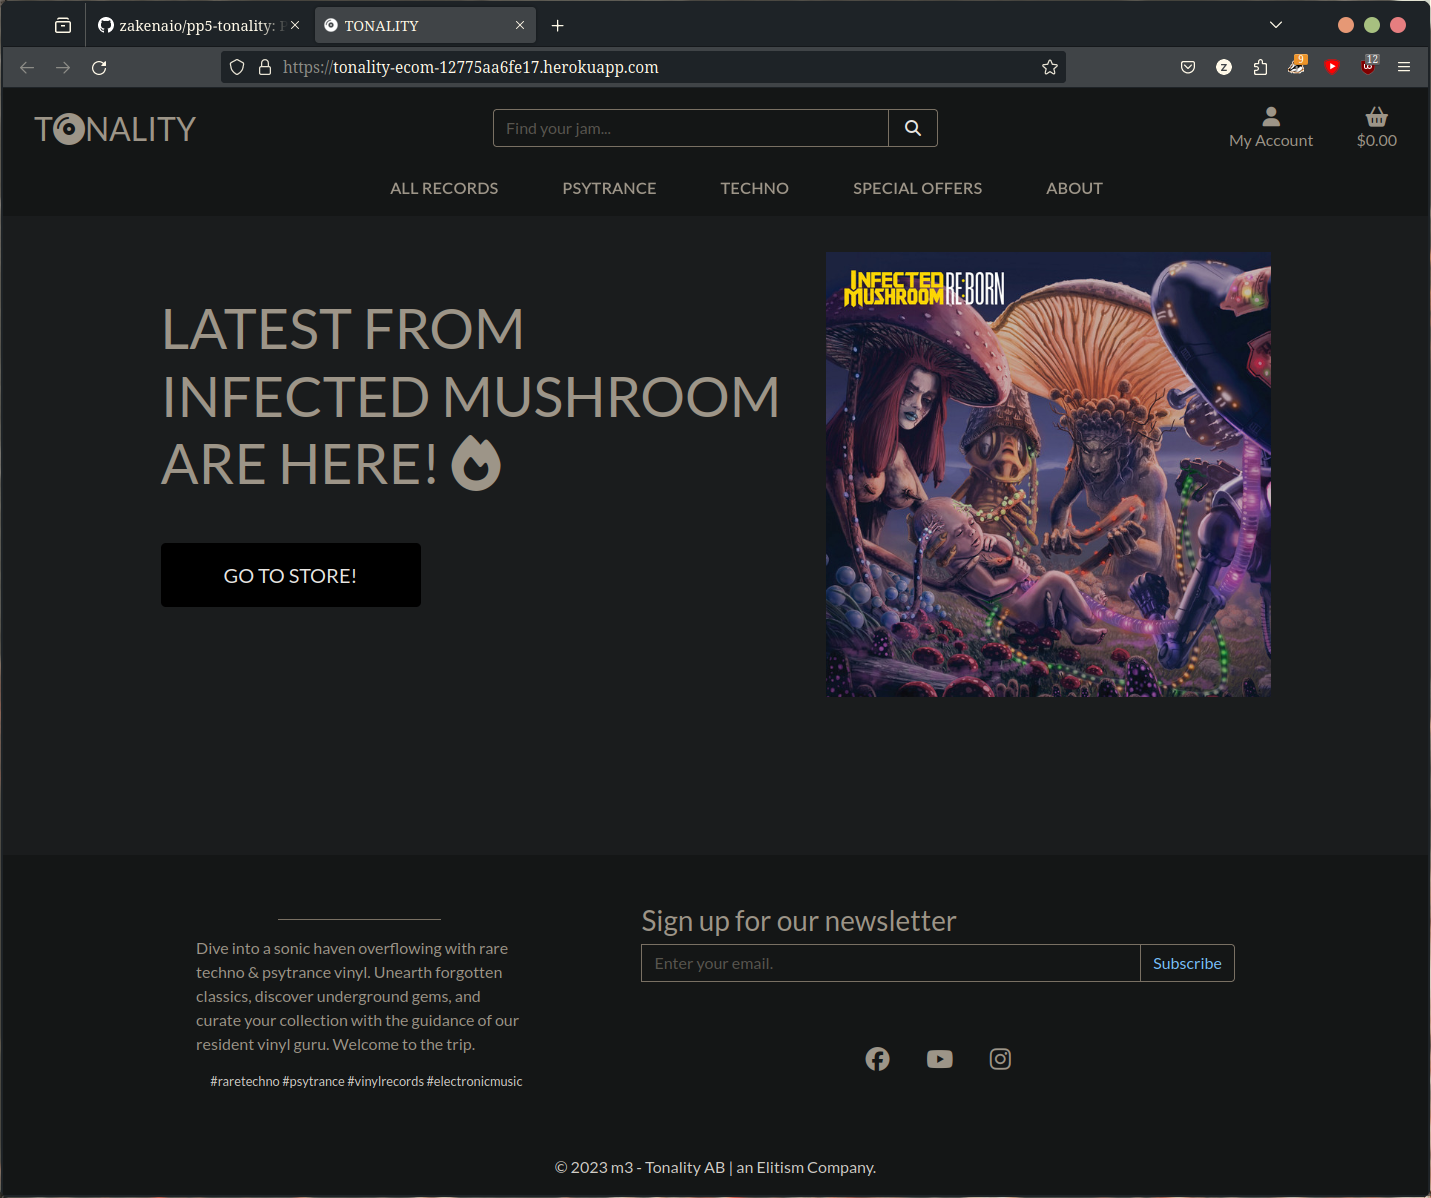 zakenaio/pp5-tonality:
TONALITY
https://tonality-ecom-12775aa6fe17.herokuapp.com
Z
9
12
TONALITY
Find your jam...
My Account
$0.00
ALL RECORDS
PSYTRANCE
TECHNO
SPECIAL OFFERS
ABOUT
LATEST FROM
INFECTED MUSHROOM
ARE HERE!
GO TO STORE!
INFECTED
MUSHROOM RE:BORN
Dive into a sonic haven overflowing with rare
techno & psytrance vinyl. Unearth forgotten
classics, discover underground gems, and
curate your collection with the guidance of our
resident vinyl guru. Welcome to the trip.
#raretechno #psytrance #vinylrecords #electronicmusic
Sign up for our newsletter
Enter your email.
Subscribe
© 2023 m3 - Tonality AB | an Elitism Company.